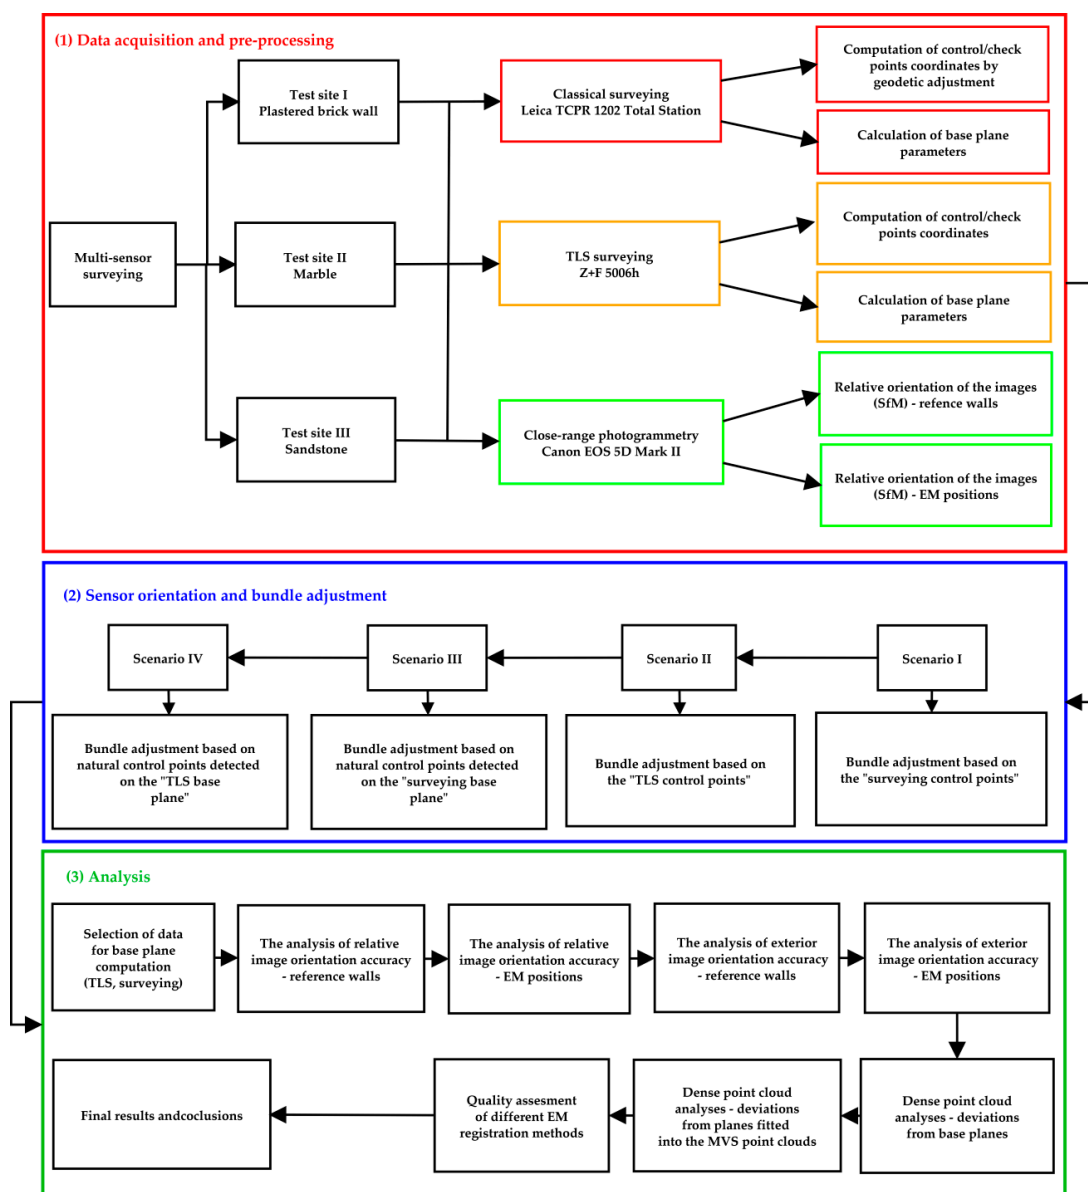 (1) Data acquisition and pre-processing
Multi-sensor
surveying
Test site I
Plastered brick wall
Test site II
Marble
Test site III
Sandstone
Classical surveying
Leica TCPR 1202 Total Station
TLS surveying
Z+F 5006h
Close-range photogrammetry
Canon EOS 5D Mark II
Computation of control/check
points coordinates by
geodetic adjustment
Calculation of base plane
parameters
Computation of control/check
points coordinates
Calculation of base plane
parameters
Relative orientation of the images
(SfM) - refence walls
Relative orientation of the images
(SfM) - EM positions
(2) Sensor orientation and bundle adjustment
Scenario IV
Scenario III
Scenario II
Scenario I
Bundle adjustment based on
natural control points detected
on the "TLS base
plane"
Bundle adjustment based on
natural control points detected
on the "surveying base
plane"
Bundle adjustment based on
the "TLS control points"
Bundle adjustment based on
the "surveying control points"
(3) Analysis
Selection of data
for base plane
computation
(TLS, surveying)
The analysis of relative
image orientation accuracy
- reference walls
The analysis of relative
image orientation accuracy
- EM positions
The analysis of exterior
image orientation accuracy
- reference walls
The analysis of exterior
image orientation accuracy
- EM positions
Dense point cloud
analyses - deviations
from base planes
Dense point cloud
analyses - deviations
from planes fitted
into the MVS point clouds
Quality assesment
of different EM
registration methods
Final results andcoclusions